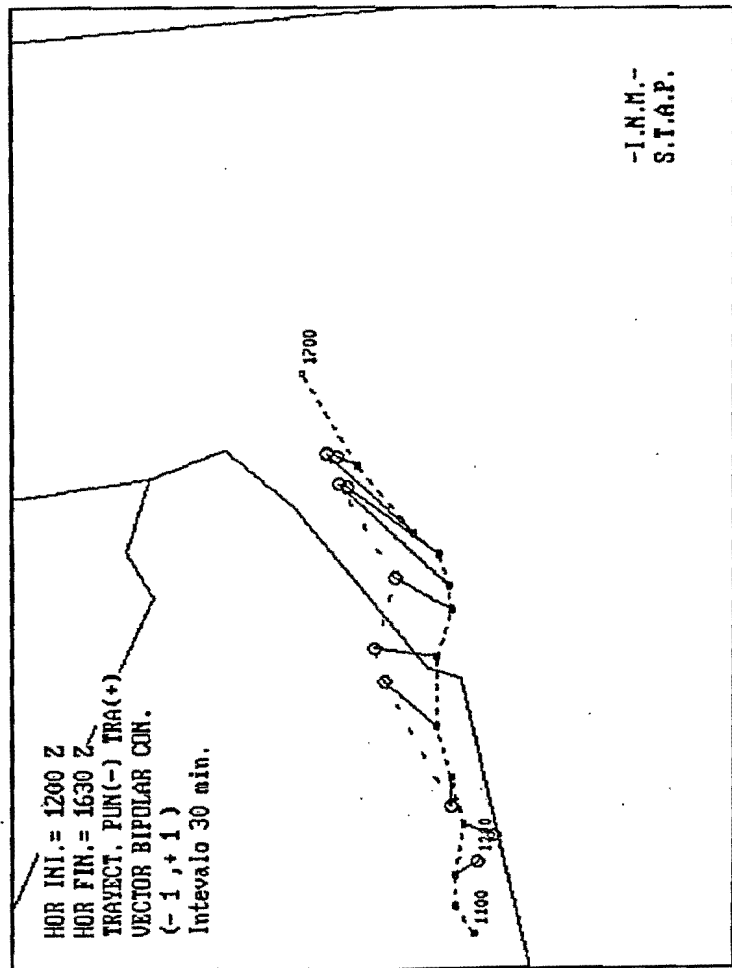 HOR INI.= 1200 Z
HOR FIN.= 1630 Z
TRAYECT. PUN(-) TRA(+)
VECTOR BIPOLAR CON.
(- 1 ,+ 1 )
Intevalo 30 min.
1700
1100
-I.N.M.-
S.T.A.P.